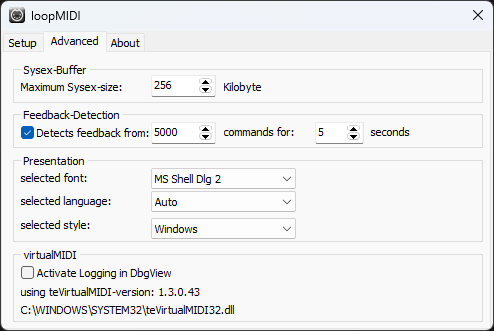 loopMIDI
Setup Advanced About
Sysex-Buffer
Maximum Sysex-size: 256 Kilobyte
Feedback-Detection
Detects feedback from: 5000 commands for: 5 seconds
Presentation
selected font: MS Shell Dlg 2
selected language: Auto
selected style: Windows
virtualMIDI
Activate Logging in DbgView
using teVirtualMIDI-version: 1.3.0.43
C:\WINDOWS\SYSTEM32\teVirtualMIDI32.dll